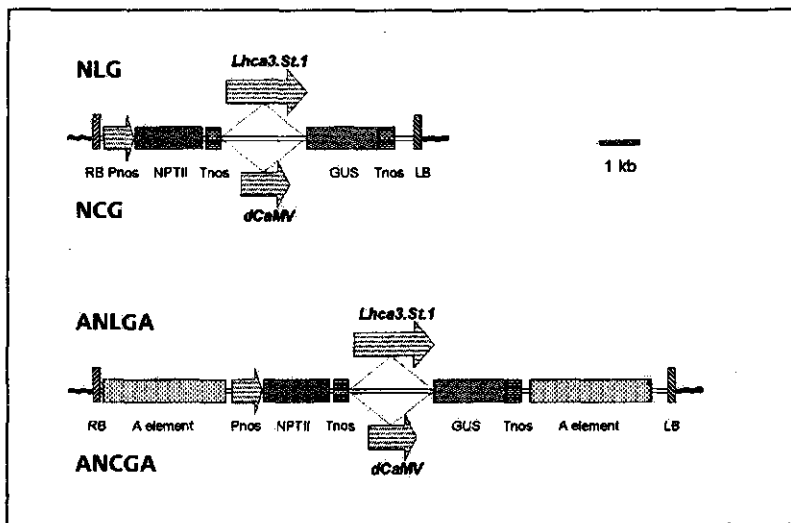 NLG
Lhca3.St.1
RB Pnos NPTII Tnos GUS Tnos LB
1 kb
NCG
dCaMV
ANLGA
Lhca3.St.1
RB A element Pnos NPTII Tnos GUS Tnos A element LB
ANCGA
dCaMV